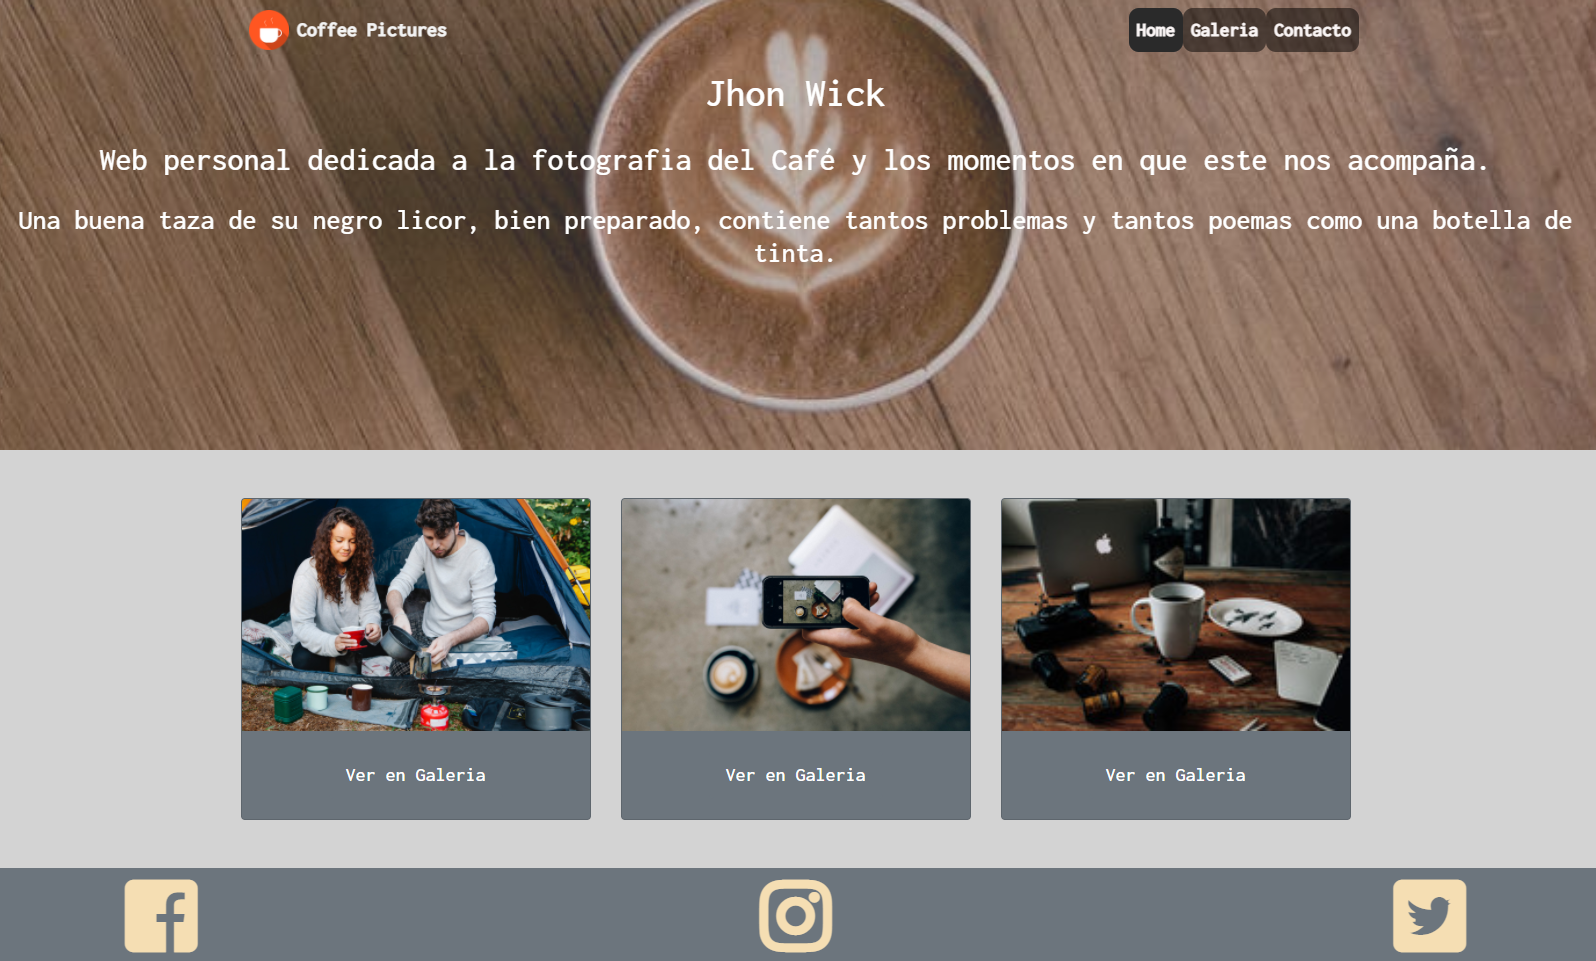 Coffee Pictures
Home Galeria Contacto
Jhon Wick
Web personal dedicada a la fotografia del Café y los momentos en que este nos acompaña.
Una buena taza de su negro licor, bien preparado, contiene tantos problemas y tantos poemas como una botella de
tinta.
Ver en Galeria
Ver en Galeria
Ver en Galeria